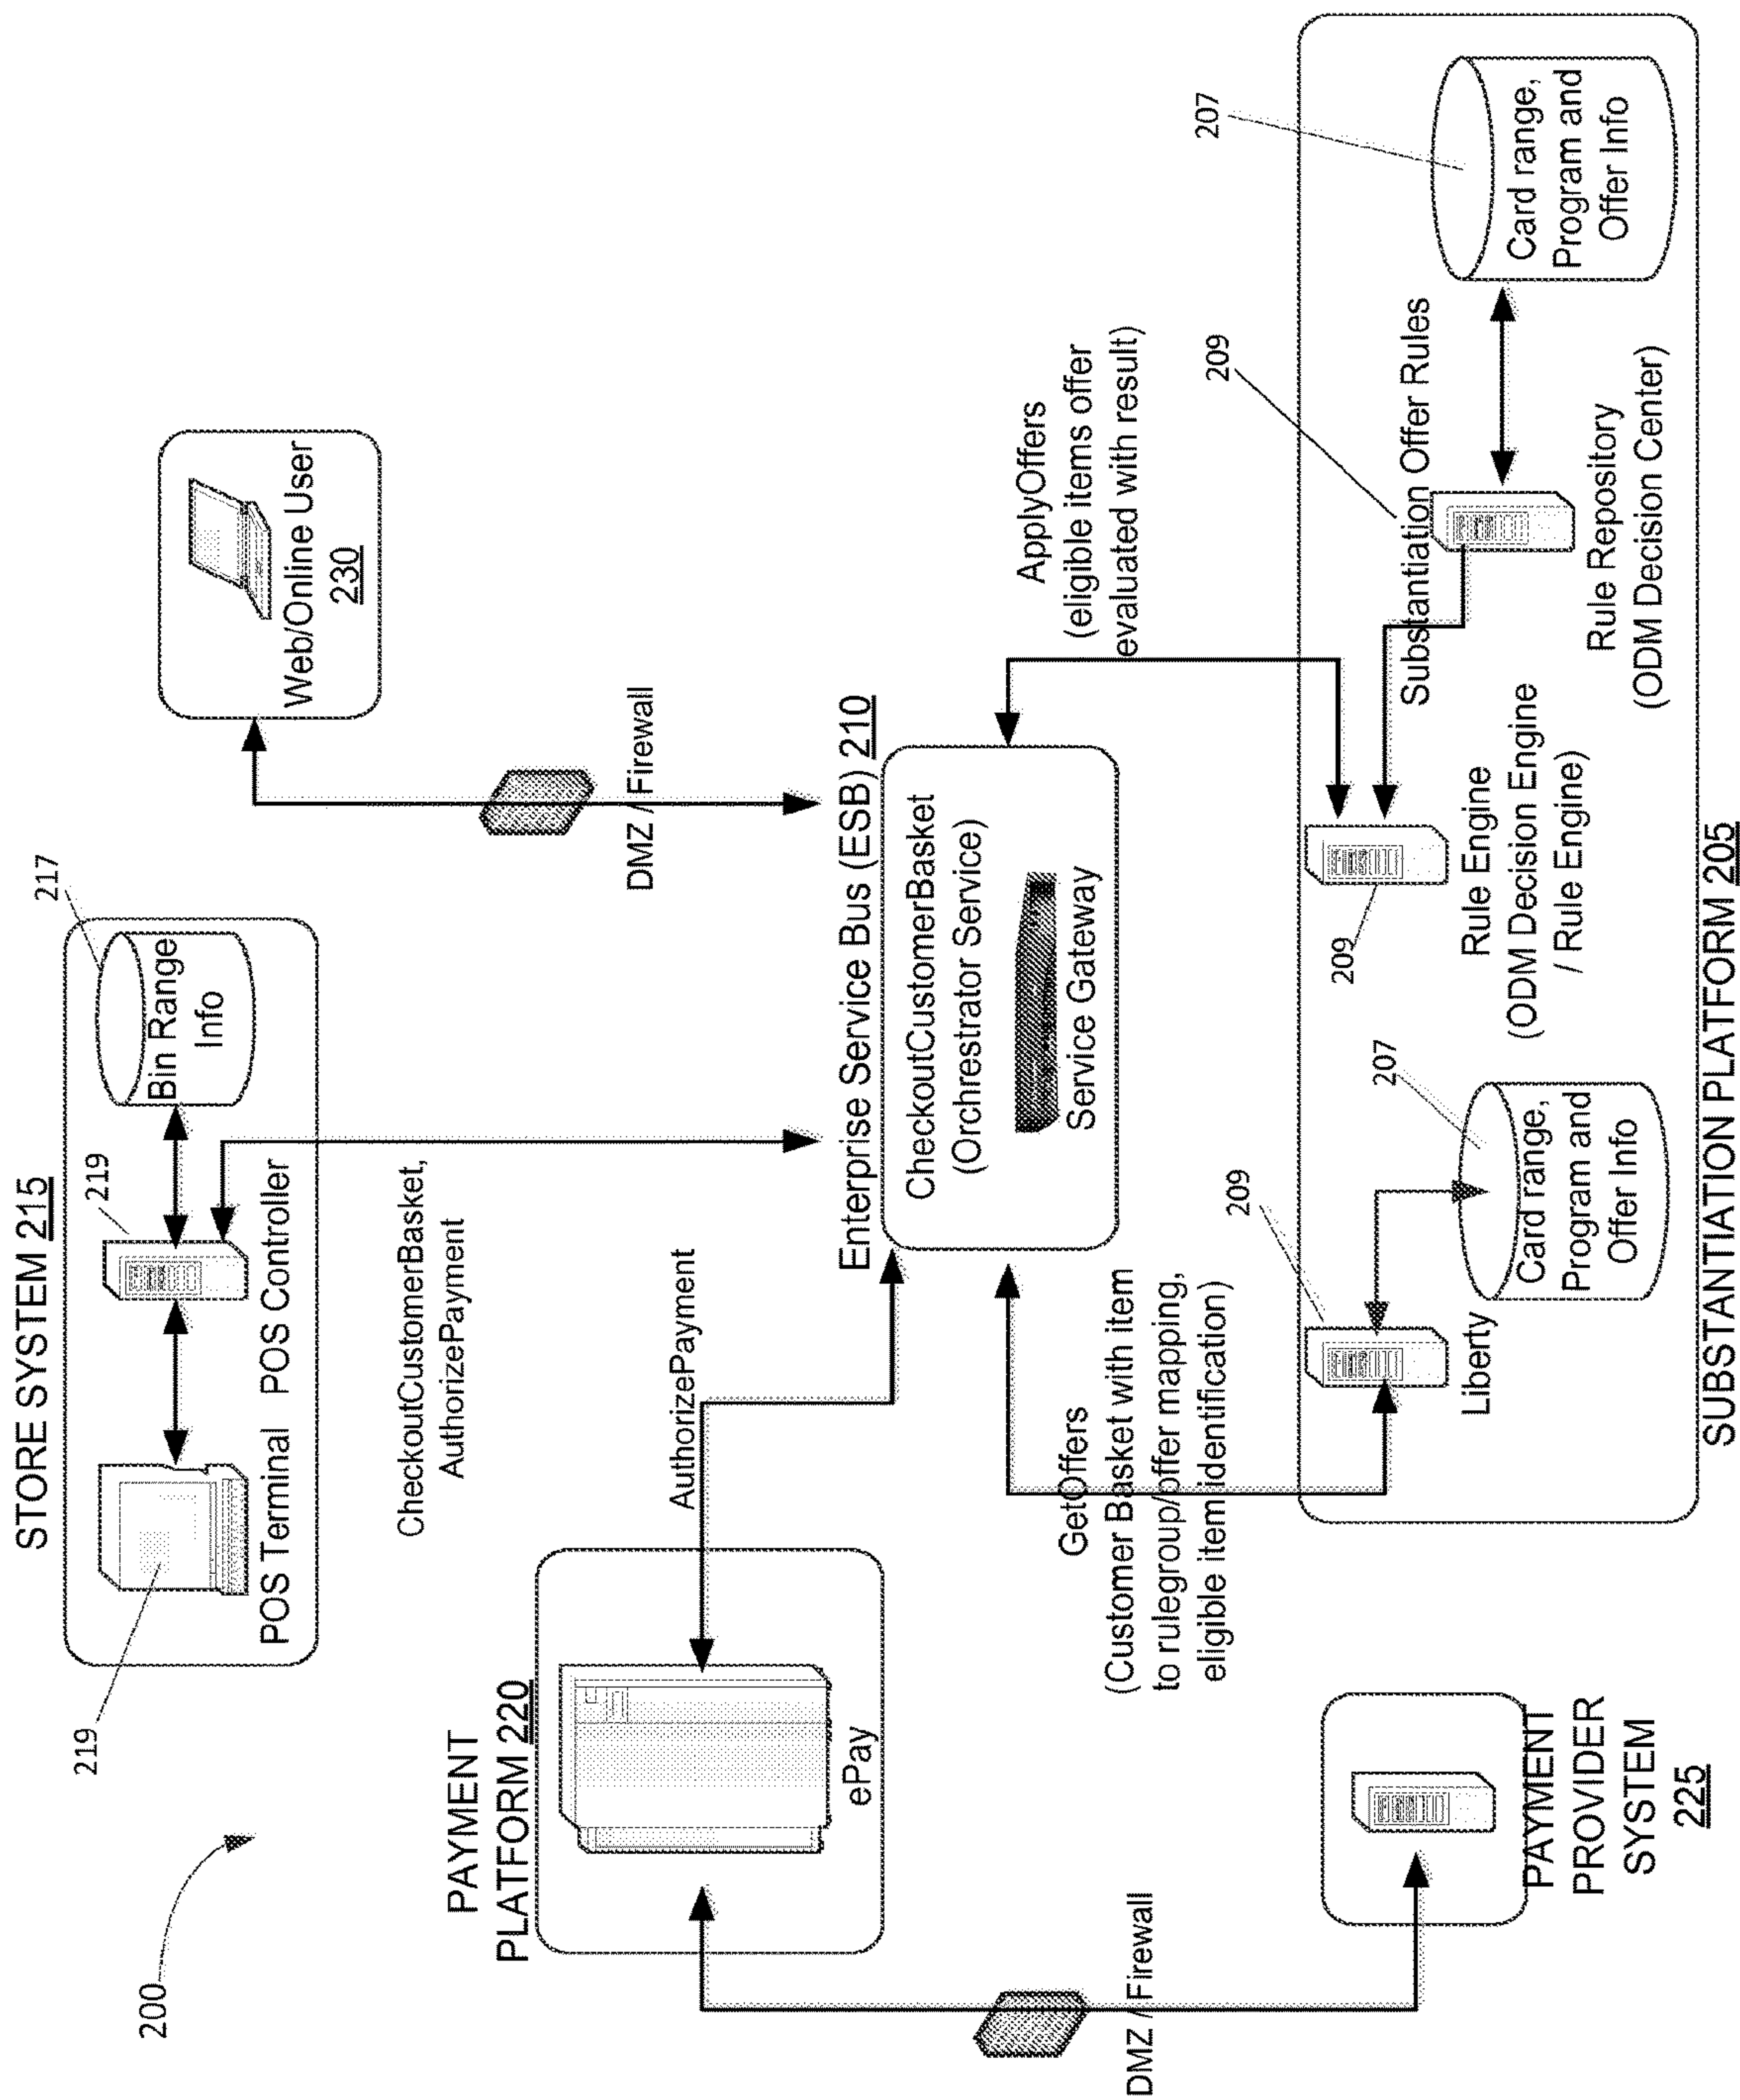 200
STORE SYSTEM 215
219
219
217
POS Terminal
POS Controller
Bin Range
Info
CheckoutCustomerBasket,
AuthorizePayment
Web/Online User
230
DMZ / Firewall
PAYMENT
PLATFORM 220
ePay
AuthorizePayment
Enterprise Service Bus (ESB) 210
CheckoutCustomerBasket
(Orchrestrator Service)
Service Gateway
DMZ / Firewall
GetOffers
(Customer Basket with item
to rulegroup/offer mapping,
eligible item identification)
ApplyOffers
(eligible items offer
evaluated with result)
PAYMENT
PROVIDER
SYSTEM
225
209
Liberty
207
Card range,
Program and
Offer Info
209
Rule Engine
(ODM Decision Engine
/ Rule Engine)
209
Substantiation Offer Rules
Rule Repository
(ODM Decision Center)
207
Card range,
Program and
Offer Info
SUBSTANTIATION PLATFORM 205